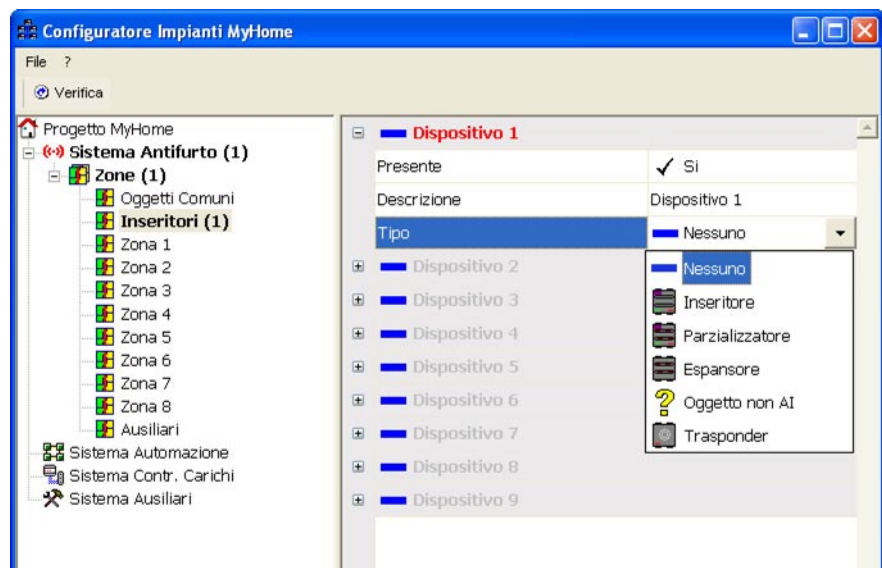 Configuratore Impianti MyHome
File ?
Verifica
Progetto MyHome
Sistema Antifurto (1)
Zone (1)
Oggetti Comuni
Inseritori (1)
Zona 1
Zona 2
Zona 3
Zona 4
Zona 5
Zona 6
Zona 7
Zona 8
Ausiliari
Sistema Automazione
Sistema Contr. Carichi
Sistema Ausiliari
Dispositivo 1
Presente Si
Descrizione Dispositivo 1
Tipo Nessuno
Dispositivo 2
Dispositivo 3
Dispositivo 4
Dispositivo 5
Dispositivo 6
Dispositivo 7
Dispositivo 8
Dispositivo 9
Nessuno
Inseritore
Parzializzatore
Espansore
Oggetto non AI
Trasponder